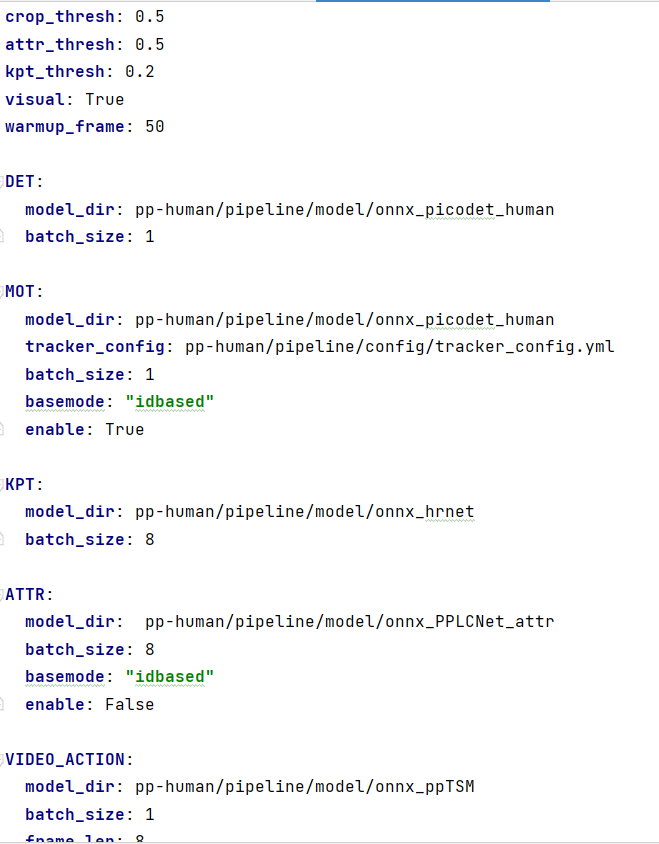 crop_thresh: 0.5
attr_thresh: 0.5
kpt_thresh: 0.2
visual: True
warmup_frame: 50
DET:
model_dir: pp-human/pipeline/model/onnx_picodet_human
batch_size: 1
MOT:
model_dir: pp-human/pipeline/model/onnx_picodet_human
tracker_config: pp-human/pipeline/config/tracker_config.yml
batch_size: 1
basemode: "idbased"
enable: True
KPT:
model_dir: pp-human/pipeline/model/onnx_hrnet
batch_size: 8
ATTR:
model_dir:  pp-human/pipeline/model/onnx_PPLCNet_attr
batch_size: 8
basemode: "idbased"
enable: False
VIDEO_ACTION:
model_dir: pp-human/pipeline/model/onnx_ppTSM
batch_size: 1
frame_len: 8